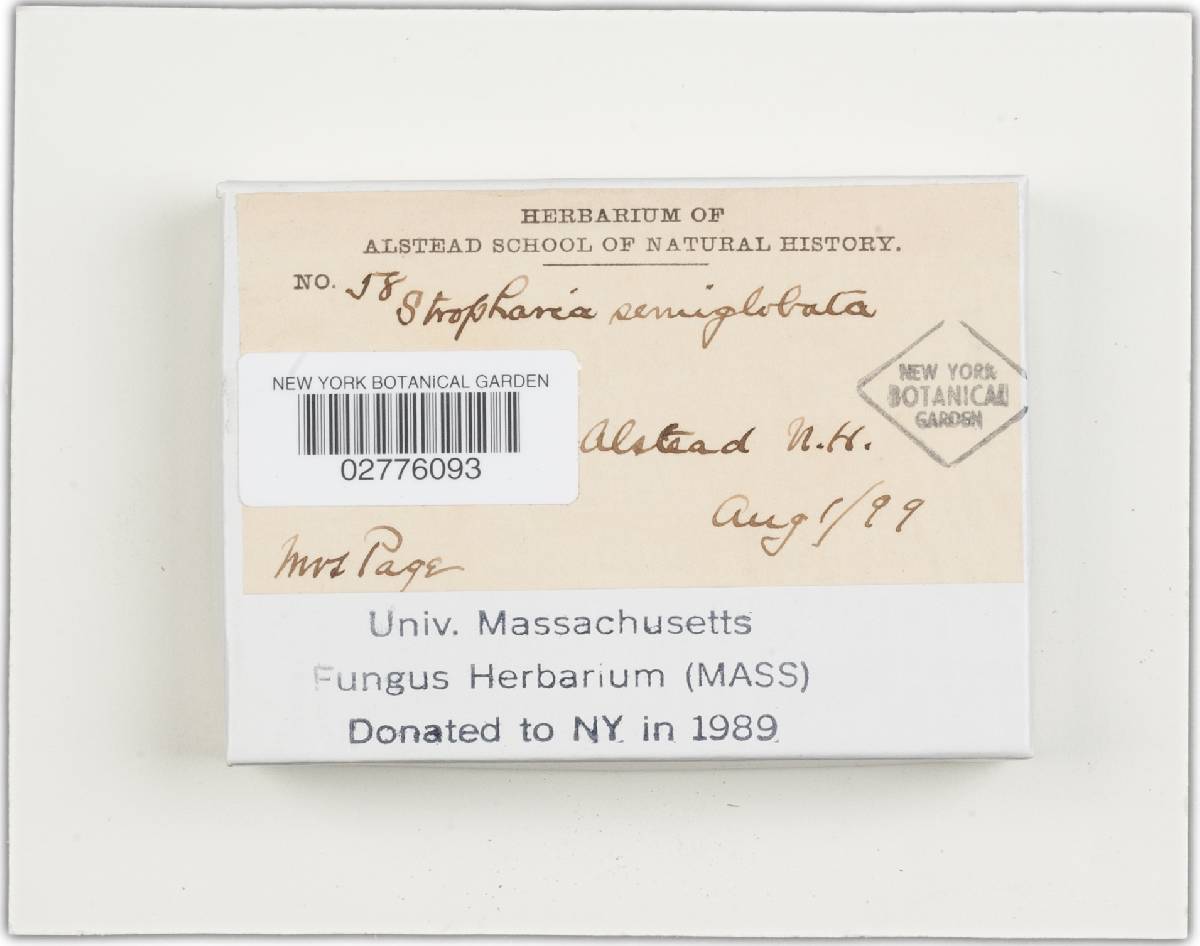 HERBARIUM OF
ALSTEAD SCHOOL OF NATURAL HISTORY.
NO. 58
Stropharia semiglobata
NEW YORK BOTANICAL GARDEN
02776093
NEW YORK
BOTANICAL
GARDEN
Alstead N.H.
Aug 1/99
Mrs Page
Univ. Massachusetts
Fungus Herbarium (MASS)
Donated to NY in 1989